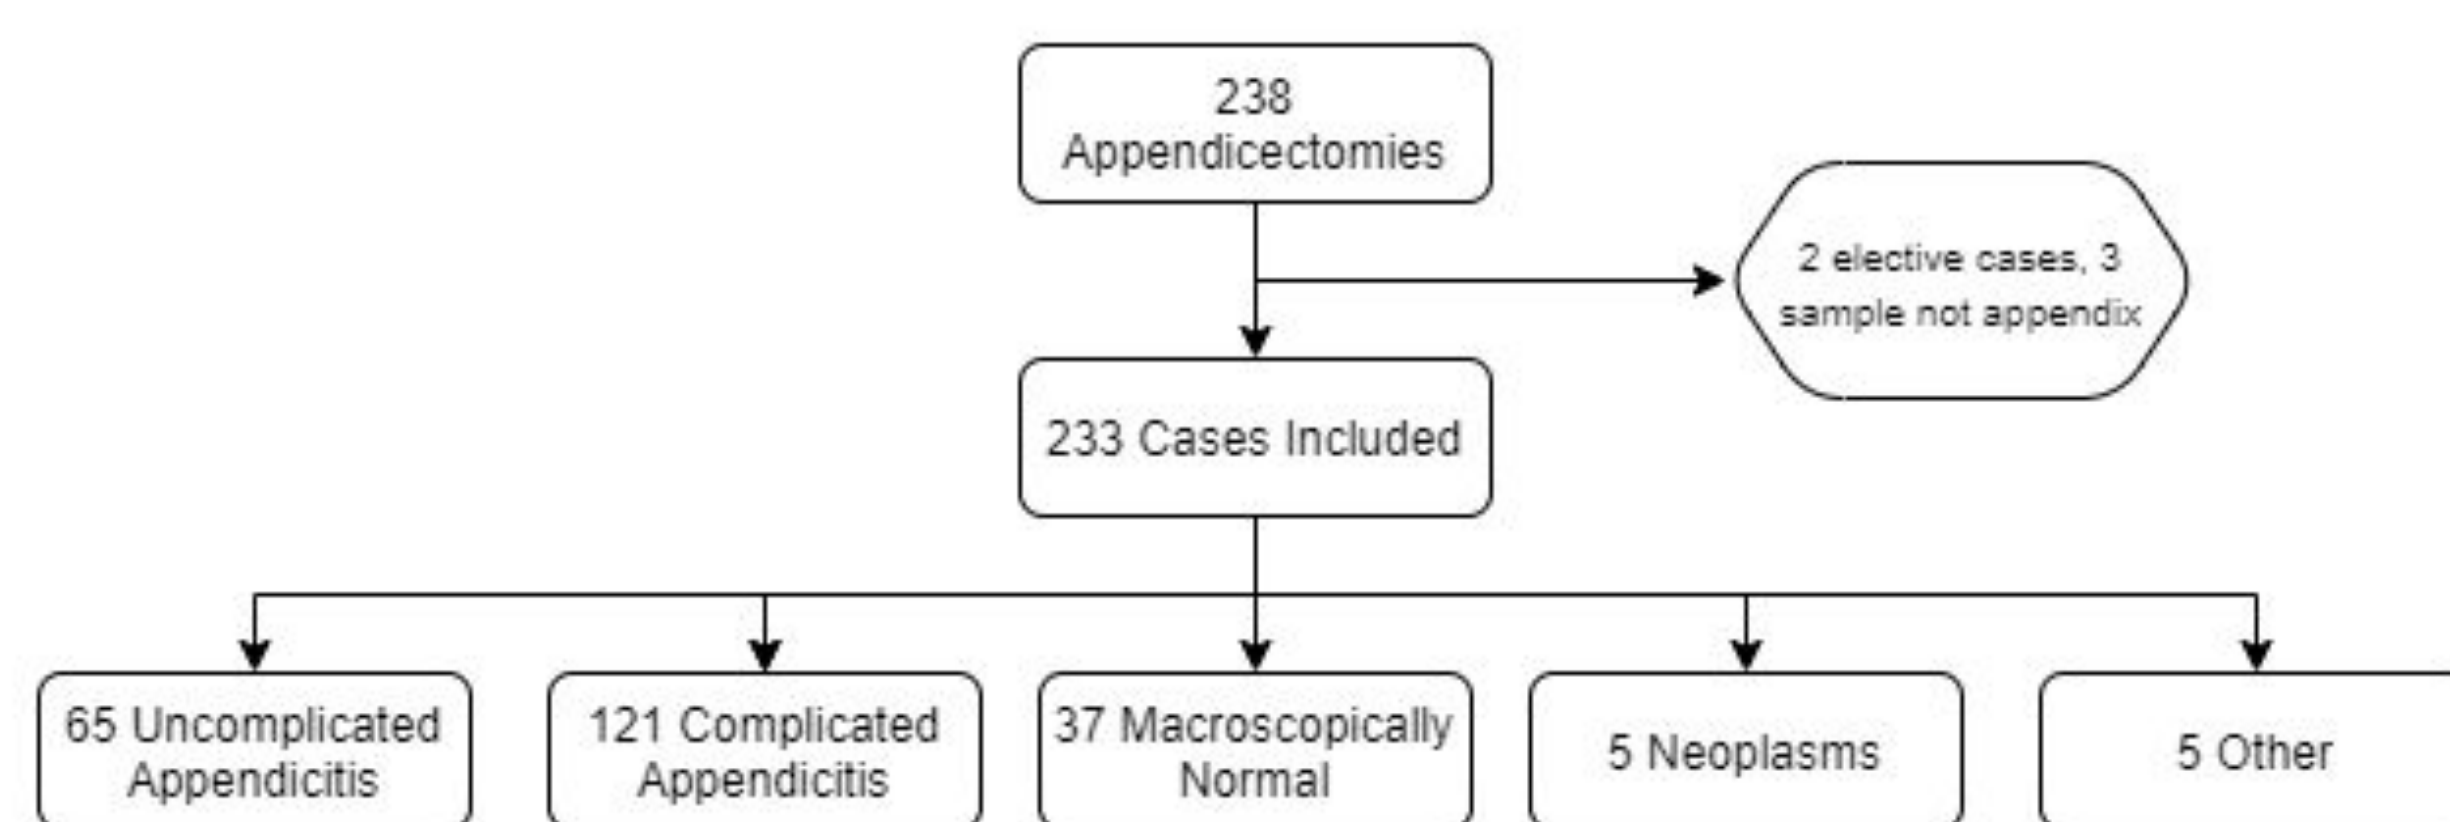 238
Appendicectomies
2 elective cases, 3
sample not appendix
233 Cases Included
65 Uncomplicated
Appendicitis
121 Complicated
Appendicitis
37 Macroscopically
Normal
5 Neoplasms
5 Other